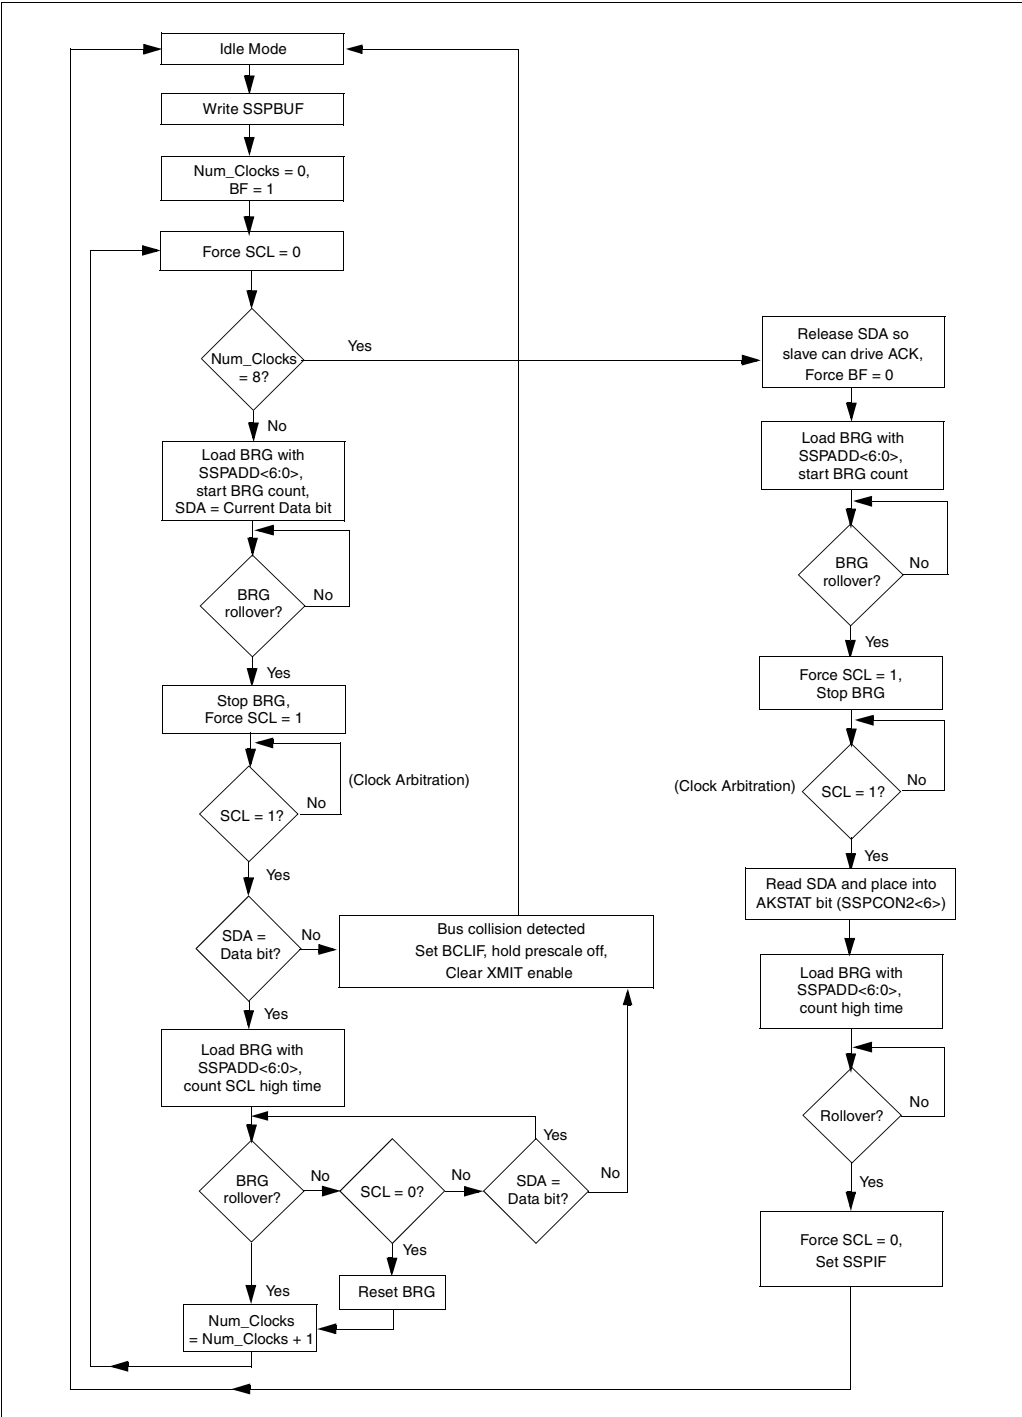 Idle Mode
Write SSPBUF
Num_Clocks = 0,
BF = 1
Force SCL = 0
Num_Clocks
= 8?
Yes
No
Load BRG with
SSPADD<6:0>,
start BRG count,
SDA = Current Data bit
BRG
rollover?
No
Yes
Stop BRG,
Force SCL = 1
(Clock Arbitration)
SCL = 1?
No
Yes
SDA =
Data bit?
No
Bus collision detected
Set BCLIF, hold prescale off,
Clear XMIT enable
Yes
Load BRG with
SSPADD<6:0>,
count SCL high time
BRG
rollover?
No
SCL = 0?
No
SDA =
Data bit?
Yes
No
Yes
Reset BRG
Yes
Num_Clocks
= Num_Clocks + 1
Release SDA so
slave can drive ACK,
Force BF = 0
Load BRG with
SSPADD<6:0>,
start BRG count
BRG
rollover?
No
Yes
Force SCL = 1,
Stop BRG
(Clock Arbitration)
SCL = 1?
No
Yes
Read SDA and place into
AKSTAT bit (SSPCON2<6>)
Load BRG with
SSPADD<6:0>,
count high time
Rollover?
No
Yes
Force SCL = 0,
Set SSPIF